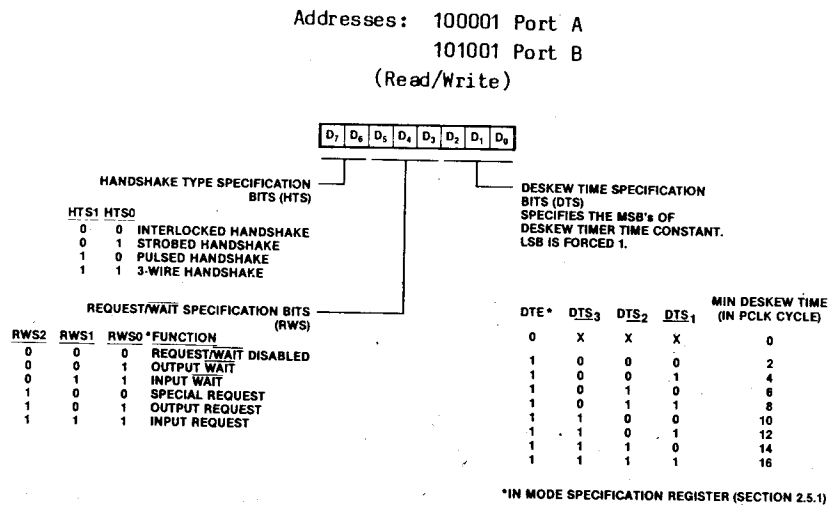 Addresses: 100001 Port A
101001 Port B
(Read/Write)
D7 D6 D5 D4 D3 D2 D1 D0
HANDSHAKE TYPE SPECIFICATION
BITS (HTS)
HTS1 HTS0
0 0 INTERLOCKED HANDSHAKE
0 1 STROBED HANDSHAKE
1 0 PULSED HANDSHAKE
1 1 3-WIRE HANDSHAKE
REQUEST/WAIT SPECIFICATION BITS
(RWS)
RWS2 RWS1 RWS0 *FUNCTION
0 0 0 REQUEST/WAIT DISABLED
0 0 1 OUTPUT WAIT
0 1 1 INPUT WAIT
1 0 0 SPECIAL REQUEST
1 0 1 OUTPUT REQUEST
1 1 1 INPUT REQUEST
DESKEW TIME SPECIFICATION
BITS (DTS)
SPECIFIES THE MSB's OF
DESKEW TIMER TIME CONSTANT.
LSB IS FORCED 1.
DTE* DTS3 DTS2 DTS1 MIN DESKEW TIME
(IN PCLK CYCLE)
0 X X X 0
1 0 0 0 2
1 0 0 1 4
1 0 1 0 6
1 0 1 1 8
1 1 0 0 10
1 1 0 1 12
1 1 1 0 14
1 1 1 1 16
*IN MODE SPECIFICATION REGISTER (SECTION 2.5.1)